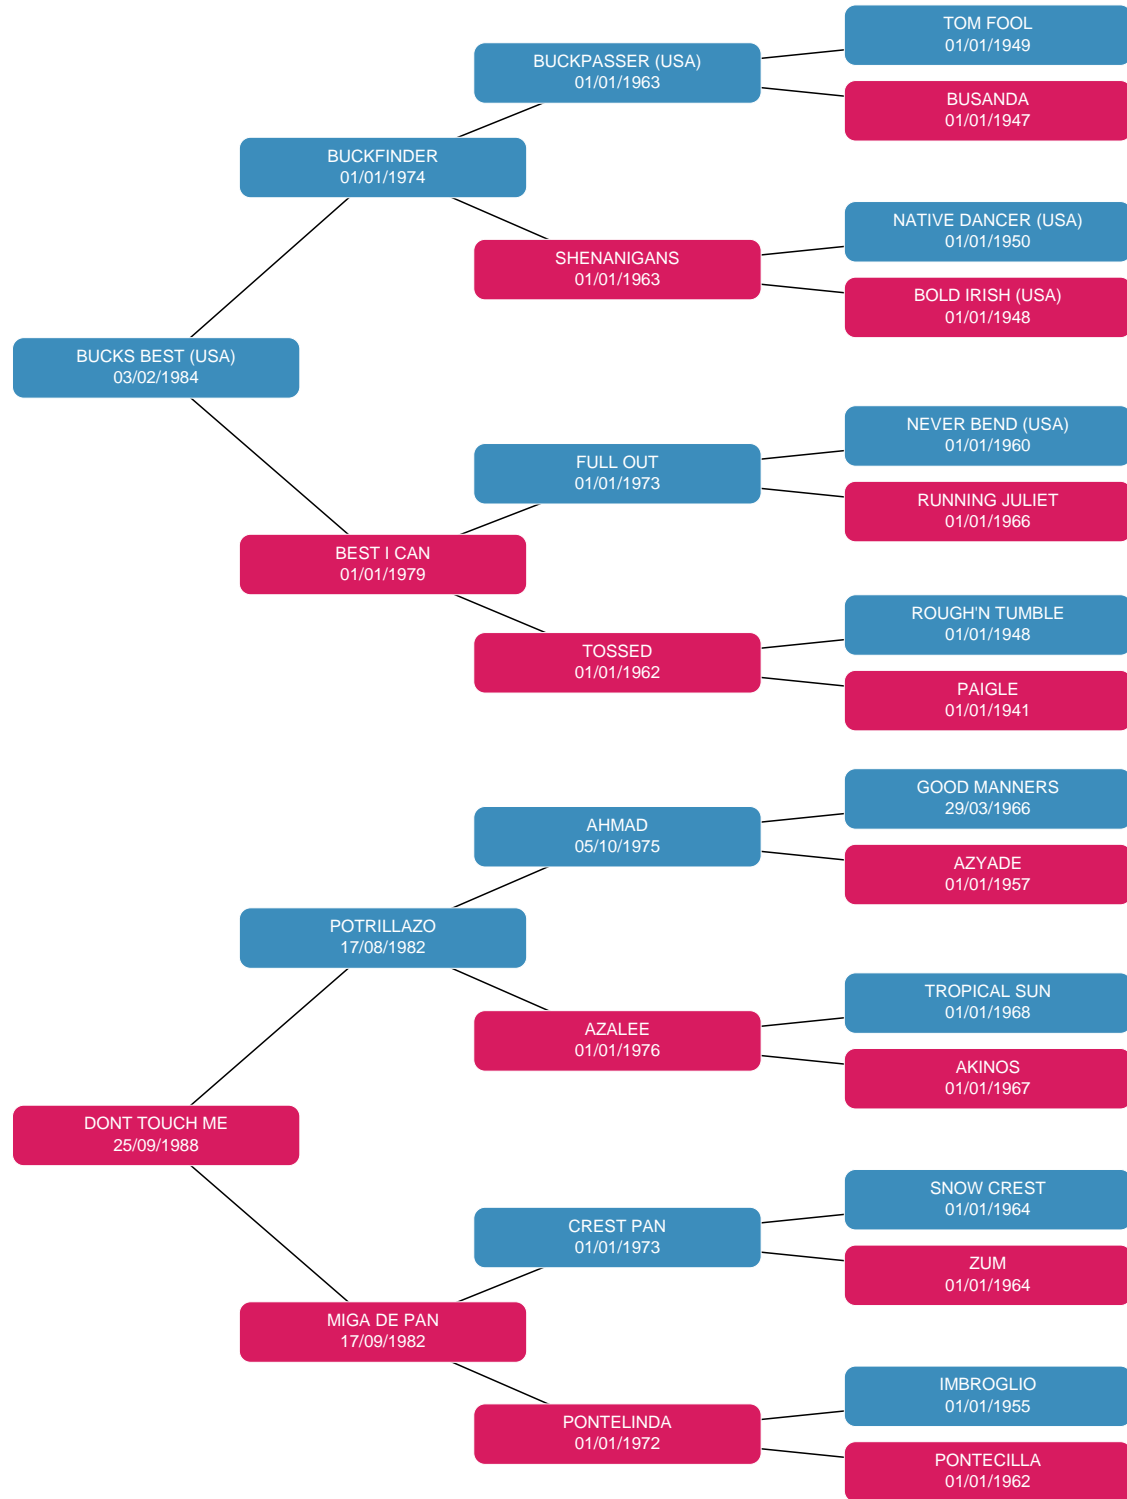 TOM FOOL
01/01/1949
BUCKPASSER (USA)
01/01/1963
BUSANDA
01/01/1947
BUCKFINDER
01/01/1974
NATIVE DANCER (USA)
01/01/1950
SHENANIGANS
01/01/1963
BOLD IRISH (USA)
01/01/1948
BUCKS BEST (USA)
03/02/1984
NEVER BEND (USA)
01/01/1960
FULL OUT
01/01/1973
RUNNING JULIET
01/01/1966
BEST I CAN
01/01/1979
ROUGH'N TUMBLE
01/01/1948
TOSSED
01/01/1962
PAIGLE
01/01/1941
GOOD MANNERS
29/03/1966
AHMAD
05/10/1975
AZYADE
01/01/1957
POTRILLAZO
17/08/1982
TROPICAL SUN
01/01/1968
AZALEE
01/01/1976
AKINOS
01/01/1967
DONT TOUCH ME
25/09/1988
SNOW CREST
01/01/1964
CREST PAN
01/01/1973
ZUM
01/01/1964
MIGA DE PAN
17/09/1982
IMBROGLIO
01/01/1955
PONTELINDA
01/01/1972
PONTECILLA
01/01/1962